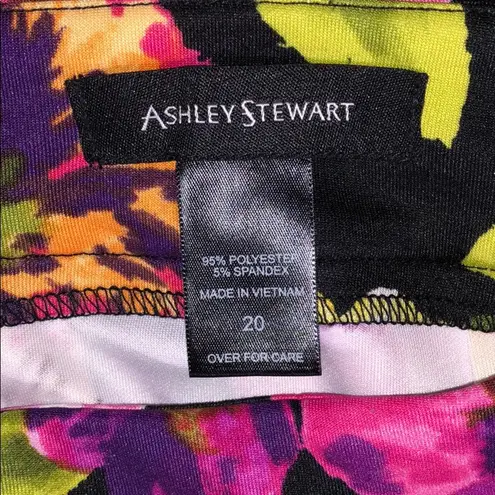 ASHLEY STEWART
95% POLYESTER
5% SPANDEX
MADE IN VIETNAM
20
OVER FOR CARE